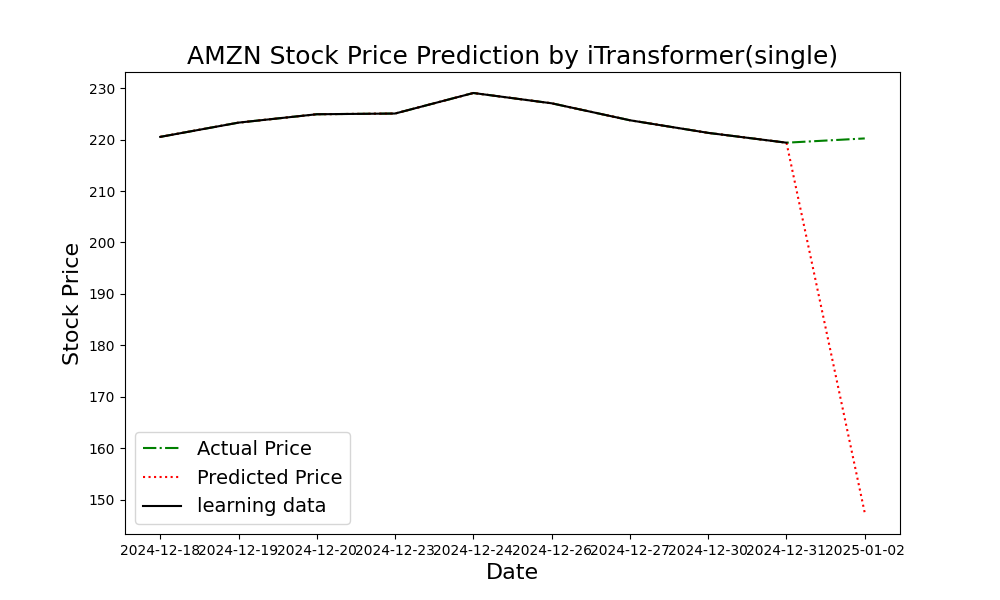 AMZN Stock Price Prediction by iTransformer(single)
230
220
210
200
190
180
170
160
150
Stock Price
Actual Price
Predicted Price
learning data
2024-12-18 2024-12-19 2024-12-20 2024-12-23 2024-12-24 2024-12-26 2024-12-27 2024-12-30 2024-12-31 2025-01-02
Date